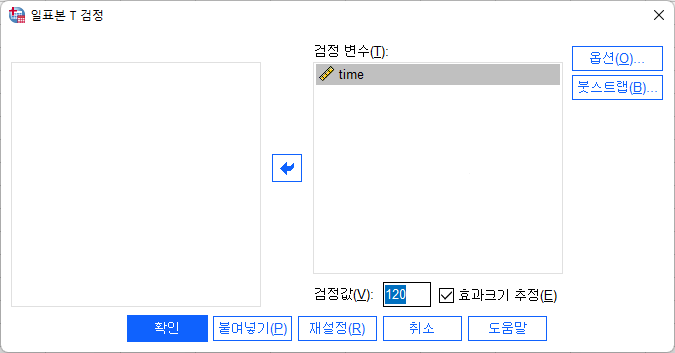 일표본 T 검정
검정 변수(T):
time
옵션(O)...
붓스트랩(B)...
검정값(V): 120 효과크기 추정(E)
확인 붙여넣기(P) 재설정(R) 취소 도움말